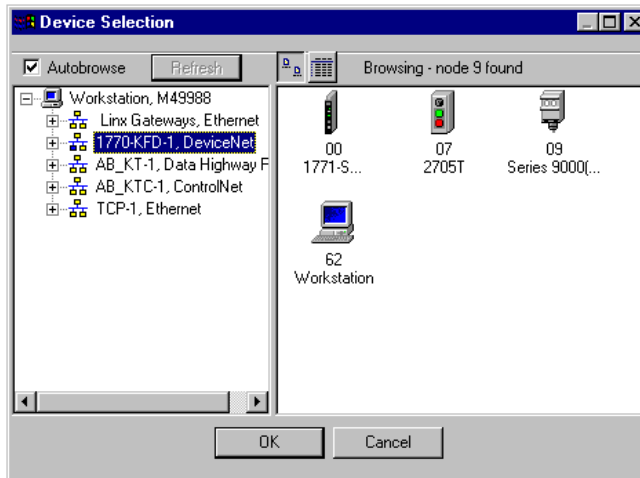 Device Selection
Autobrowse
Refresh
Browsing - node 9 found
Workstation, M49988
Linx Gateways, Ethernet
1770-KFD-1, DeviceNet
AB_KT-1, Data Highway F
AB_KTC-1, ControlNet
TCP-1, Ethernet
00
1771-S...
07
2705T
09
Series 9000(...
62
Workstation
OK
Cancel